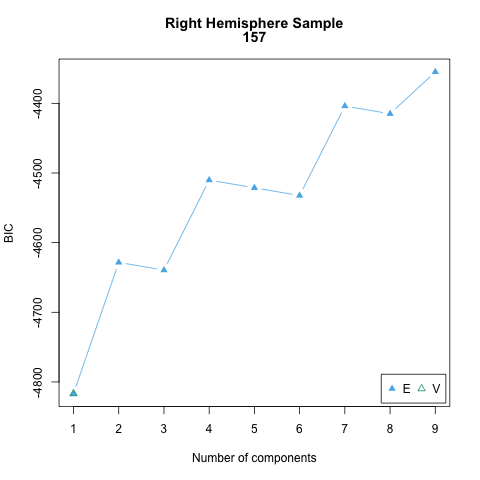 Right Hemisphere Sample
157
BIC
-4400
-4500
-4600
-4700
-4800
E V
1 2 3 4 5 6 7 8 9
Number of components